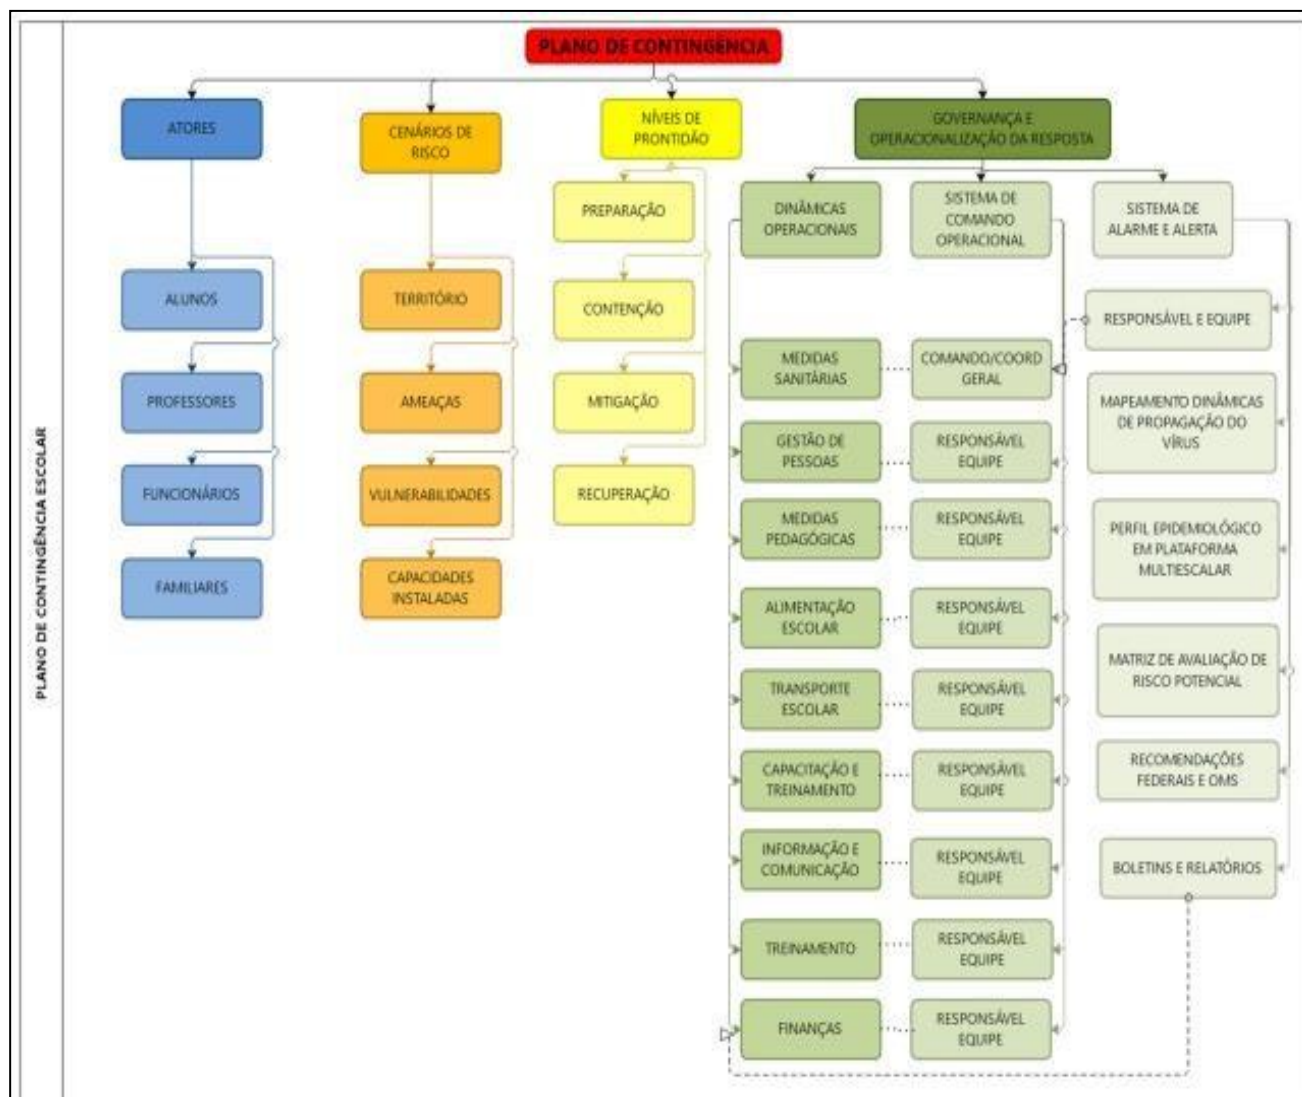 PLANO DE CONTINGÊNCIA ESCOLAR
PLANO DE CONTINGÊNCIA
ATORES
ALUNOS
PROFESSORES
FUNCIONÁRIOS
FAMILIARES
CENÁRIOS DE
RISCO
TERRITÓRIO
AMEAÇAS
VULNERABILIDADES
CAPACIDADES
INSTALADAS
NÍVEIS DE
PRONTIDÃO
PREPARAÇÃO
CONTENÇÃO
MITIGAÇÃO
RECUPERAÇÃO
GOVERNANÇA E
OPERACIONALIZAÇÃO DA RESPOSTA
DINÂMICAS
OPERACIONAIS
MEDIDAS
SANITÁRIAS
GESTÃO DE
PESSOAS
MEDIDAS
PEDAGÓGICAS
ALIMENTAÇÃO
ESCOLAR
TRANSPORTE
ESCOLAR
CAPACITAÇÃO E
TREINAMENTO
INFORMAÇÃO E
COMUNICAÇÃO
TREINAMENTO
FINANÇAS
SISTEMA DE
COMANDO
OPERACIONAL
COMANDO/COORD
GERAL
RESPONSÁVEL
EQUIPE
RESPONSÁVEL
EQUIPE
RESPONSÁVEL
EQUIPE
RESPONSÁVEL
EQUIPE
RESPONSÁVEL
EQUIPE
RESPONSÁVEL
EQUIPE
RESPONSÁVEL
EQUIPE
RESPONSÁVEL
EQUIPE
SISTEMA DE
ALARME E ALERTA
RESPONSÁVEL E EQUIPE
MAPEAMENTO DINÂMICAS
DE PROPAGAÇÃO DO
VÍRUS
PERFIL EPIDEMIOLÓGICO
EM PLATAFORMA
MULTIESCALAR
MATRIZ DE AVALIAÇÃO DE
RISCO POTENCIAL
RECOMENDAÇÕES
FEDERAIS E OMS
BOLETINS E RELATÓRIOS